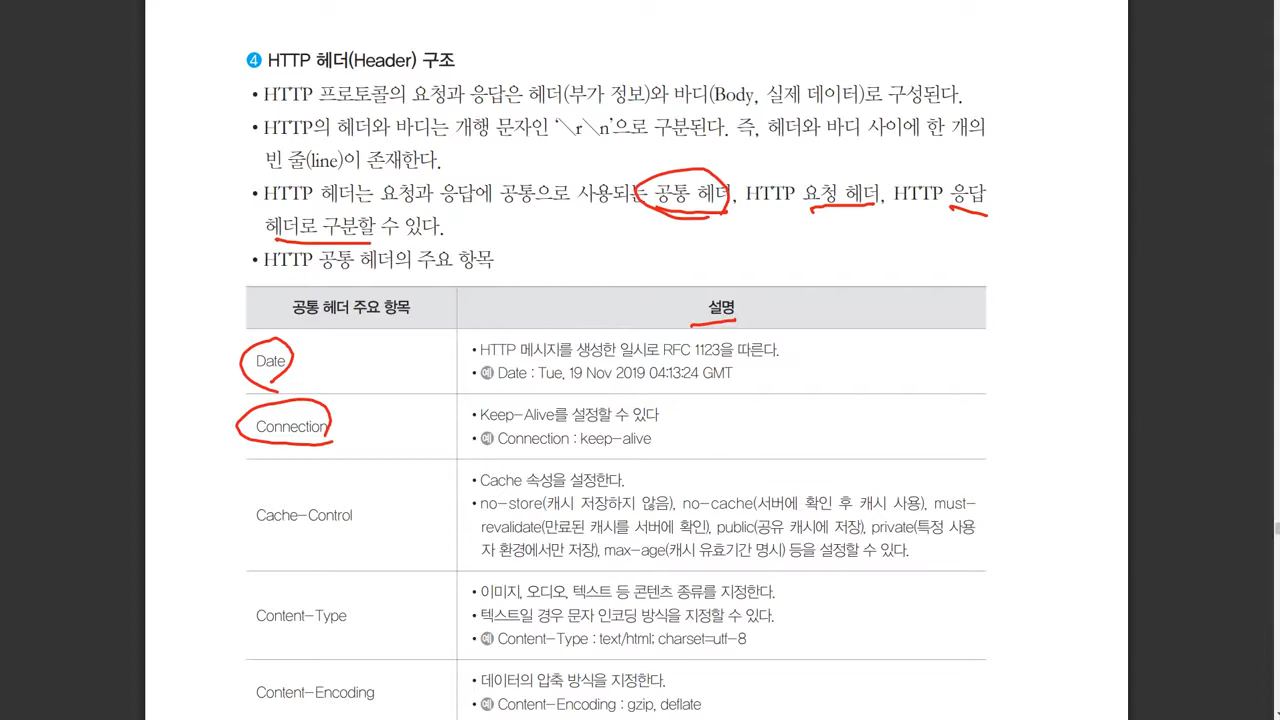 4 HTTP 헤더(Header) 구조
• HTTP 프로토콜의 요청과 응답은 헤더(부가 정보)와 바디(Body, 실제 데이터)로 구성된다.
• HTTP의 헤더와 바디는 개행 문자인 ‘\r\n’으로 구분된다. 즉, 헤더와 바디 사이에 한 개의
빈 줄(line)이 존재한다.
• HTTP 헤더는 요청과 응답에 공통으로 사용되는 공통 헤더, HTTP 요청 헤더, HTTP 응답
헤더로 구분할 수 있다.
• HTTP 공통 헤더의 주요 항목
공통 헤더 주요 항목 설명
Date
• HTTP 메시지를 생성한 일시로 RFC 1123을 따른다.
• 예 Date : Tue, 19 Nov 2019 04:13:24 GMT
Connection
• Keep-Alive를 설정할 수 있다
• 예 Connection : keep-alive
Cache-Control
• Cache 속성을 설정한다.
• no-store(캐시 저장하지 않음), no-cache(서버에 확인 후 캐시 사용), must-
revalidate(만료된 캐시를 서버에 확인), public(공유 캐시에 저장), private(특정 사용
자 환경에서만 저장), max-age(캐시 유효기간 명시) 등을 설정할 수 있다.
Content-Type
• 이미지, 오디오, 텍스트 등 콘텐츠 종류를 지정한다.
• 텍스트일 경우 문자 인코딩 방식을 지정할 수 있다.
• 예 Content-Type : text/html; charset=utf-8
Content-Encoding
• 데이터의 압축 방식을 지정한다.
• 예 Content-Encoding : gzip, deflate